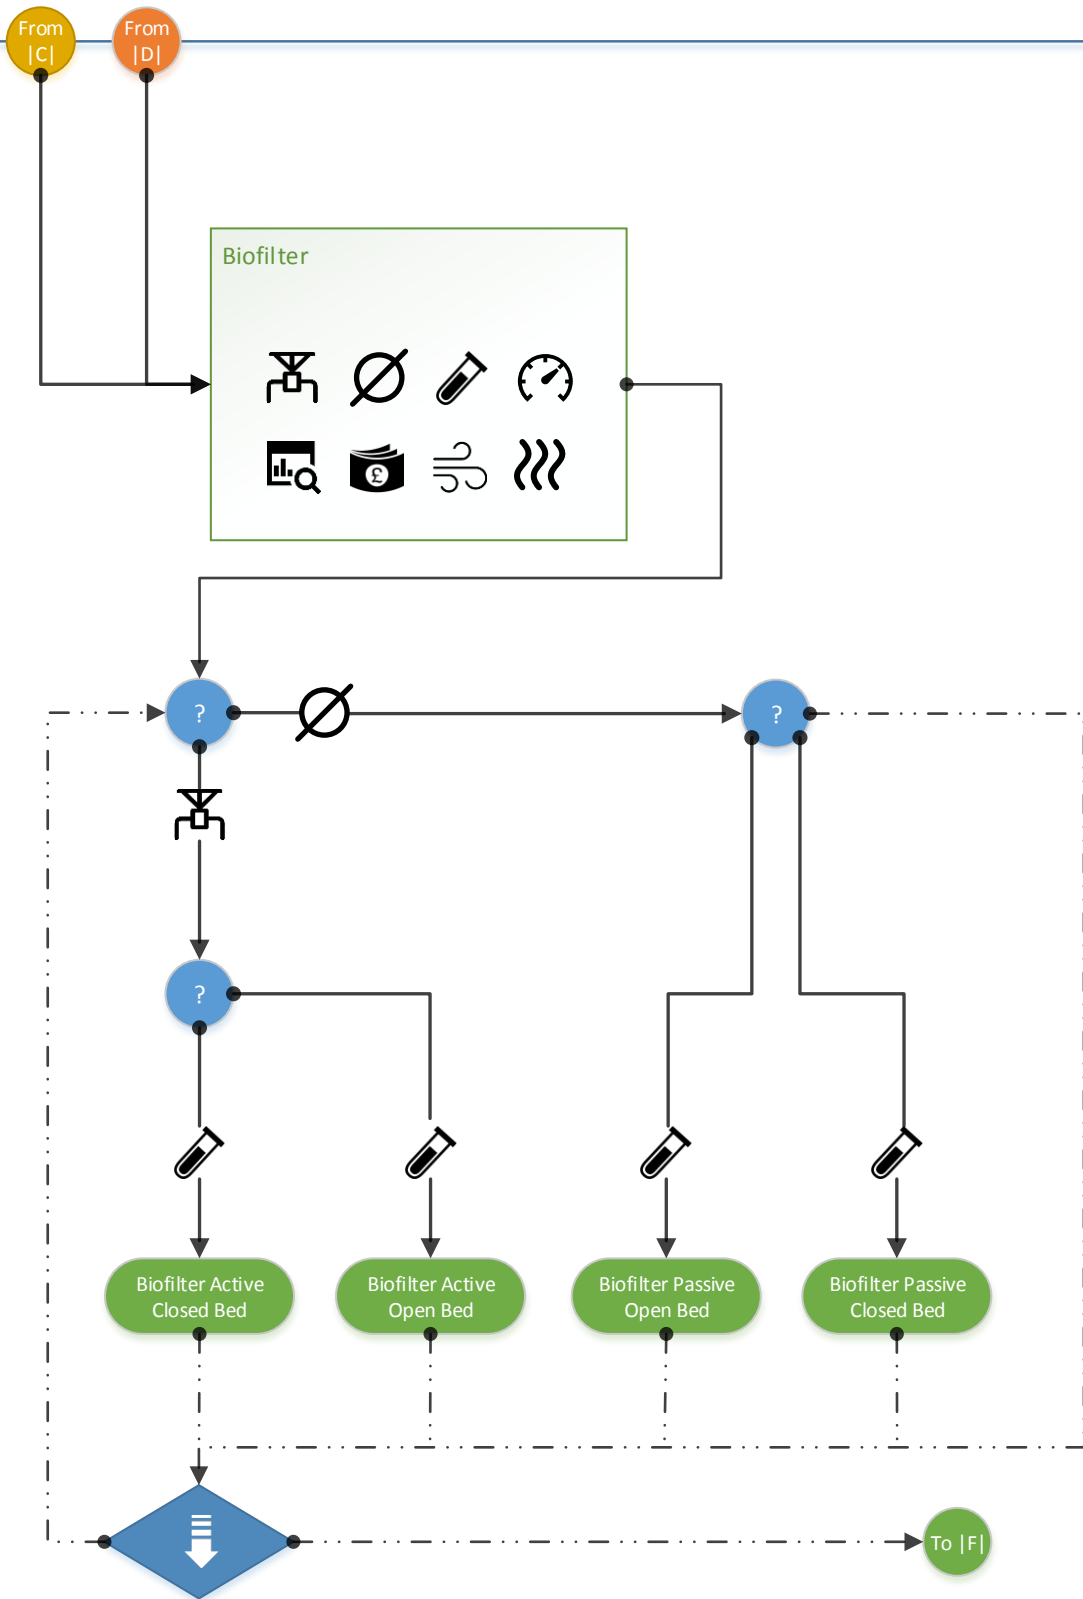 From
|C|
From
|D|
Biofilter
£
?
?
?
Biofilter Active
Closed Bed
Biofilter Active
Open Bed
Biofilter Passive
Open Bed
Biofilter Passive
Closed Bed
To |F|